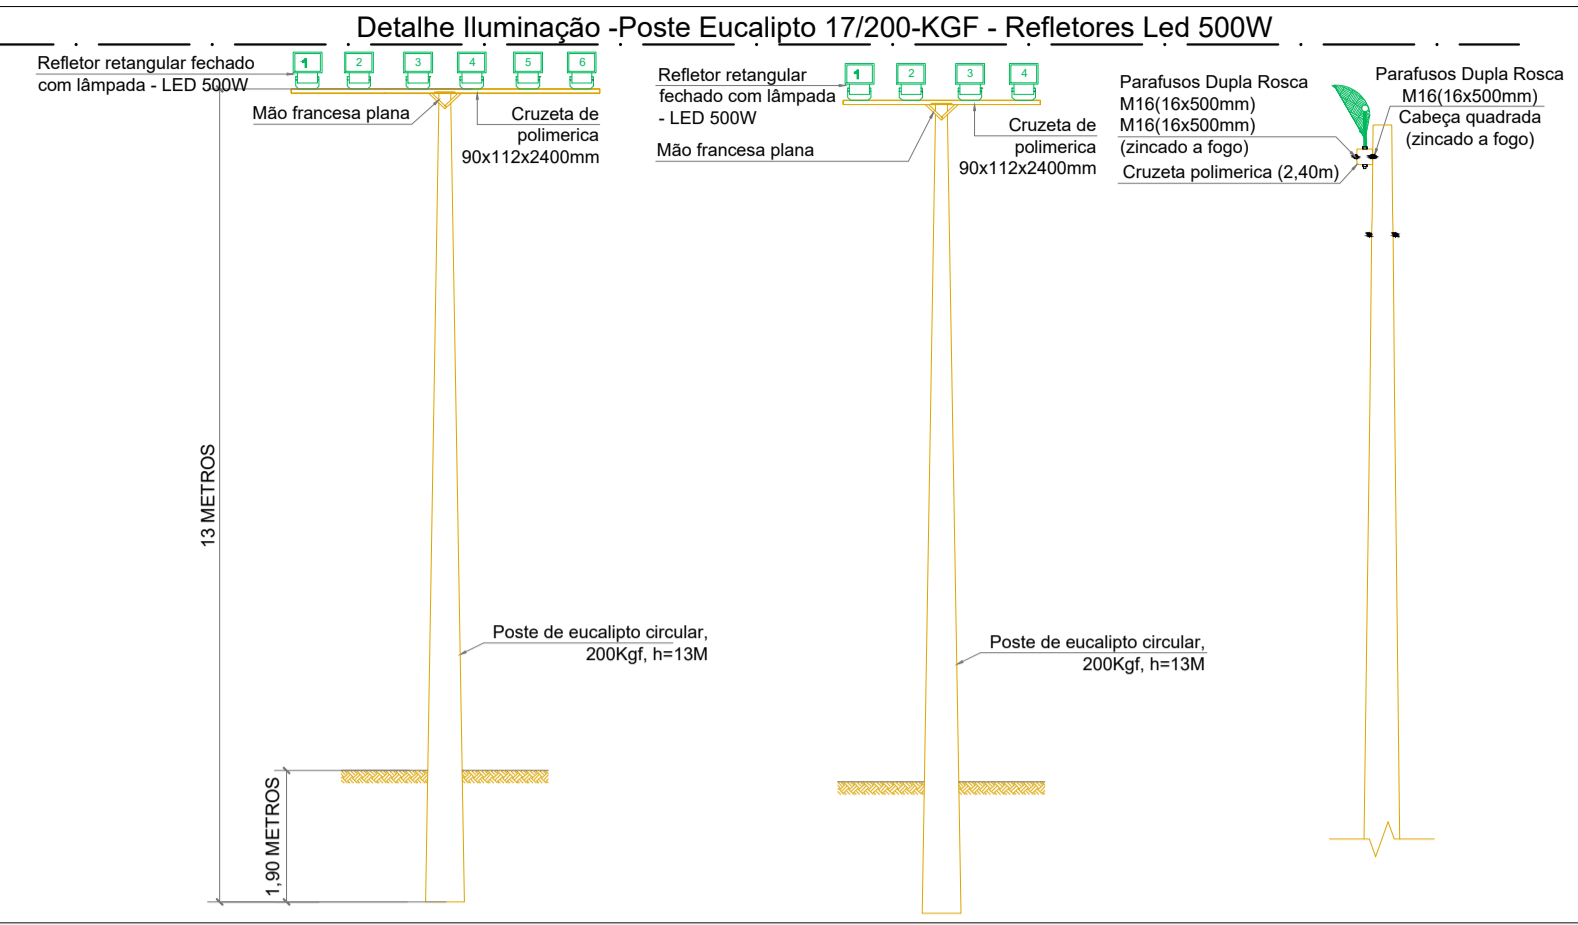 Detalhe Iluminação -Poste Eucalipto 17/200-KGF - Refletores Led 500W
Refletor retangular fechado
com lâmpada - LED 500W
1
2
3
4
5
6
Mão francesa plana
Cruzeta de
polimerica
90x112x2400mm
13 METROS
Poste de eucalipto circular,
200Kgf, h=13M
1,90 METROS
Refletor retangular
fechado com lâmpada
- LED 500W
1
2
3
4
Mão francesa plana
Cruzeta de
polimerica
90x112x2400mm
Poste de eucalipto circular,
200Kgf, h=13M
Parafusos Dupla Rosca
M16(16x500mm)
M16(16x500mm)
(zincado a fogo)
Cruzeta polimerica (2,40m)
Parafusos Dupla Rosca
M16(16x500mm)
Cabeça quadrada
(zincado a fogo)